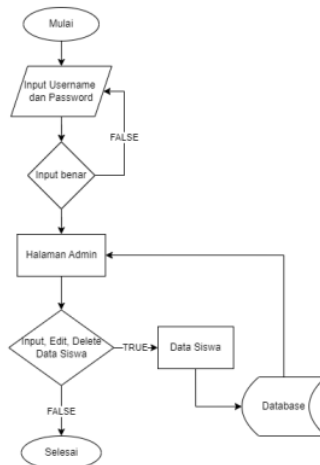 Mulai
Input Username
dan Password
FALSE
Input benar
Halaman Admin
Input, Edit, Delete
Data Siswa
TRUE
Data Siswa
Database
FALSE
Selesai